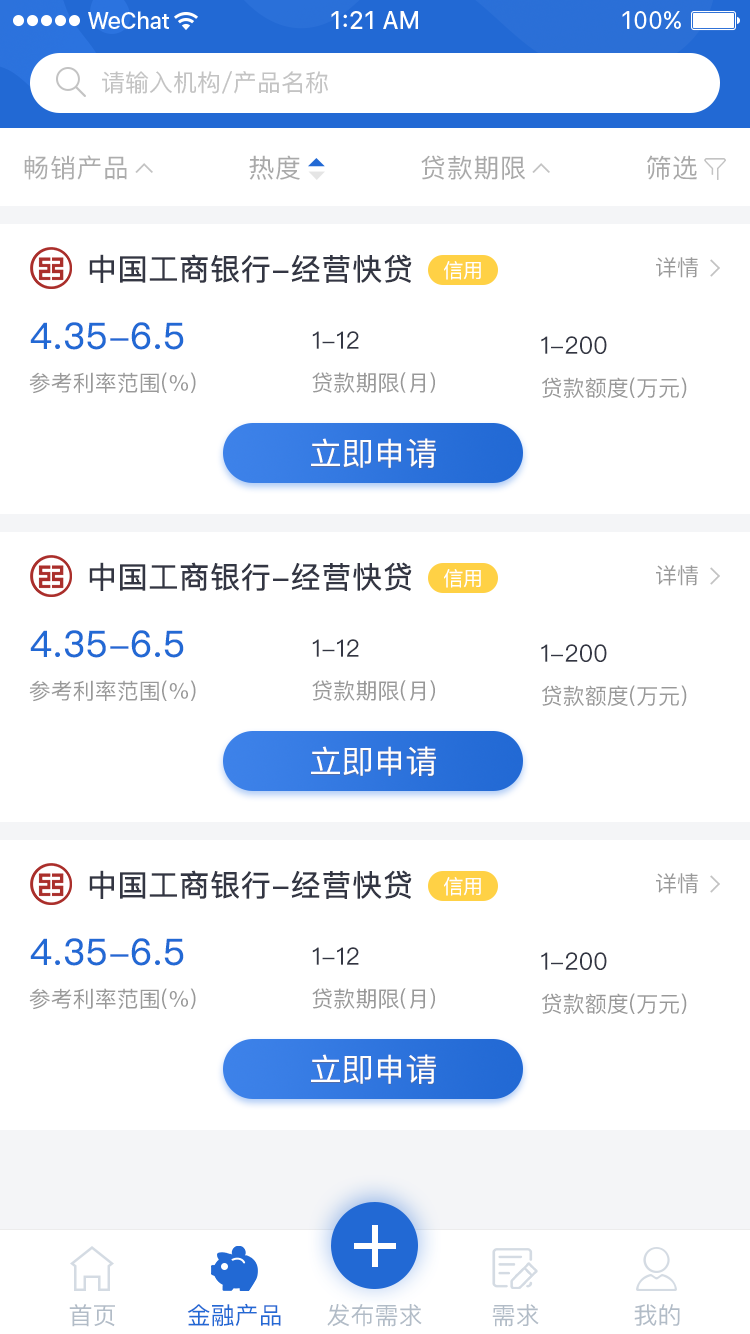 WeChat 1:21 AM 100%
请输入机构/产品名称
畅销产品 热度 贷款期限 筛选
中国工商银行–经营快贷 信用 详情
4.35–6.5 1–12 1–200
参考利率范围(%) 贷款期限(月) 贷款额度(万元)
立即申请
中国工商银行–经营快贷 信用 详情
4.35–6.5 1–12 1–200
参考利率范围(%) 贷款期限(月) 贷款额度(万元)
立即申请
中国工商银行–经营快贷 信用 详情
4.35–6.5 1–12 1–200
参考利率范围(%) 贷款期限(月) 贷款额度(万元)
立即申请
首页 金融产品 发布需求 需求 我的